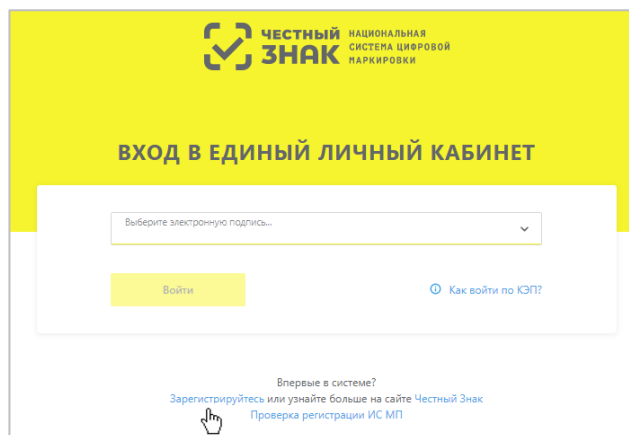 ЧЕСТНЫЙ
ЗНАК
НАЦИОНАЛЬНАЯ
СИСТЕМА ЦИФРОВОЙ
МАРКИРОВКИ
ВХОД В ЕДИНЫЙ ЛИЧНЫЙ КАБИНЕТ
Выберите электронную подпись...
Войти
Как войти по КЭП?
Впервые в системе?
Зарегистрируйтесь или узнайте больше на сайте Честный Знак
Проверка регистрации ИС МП